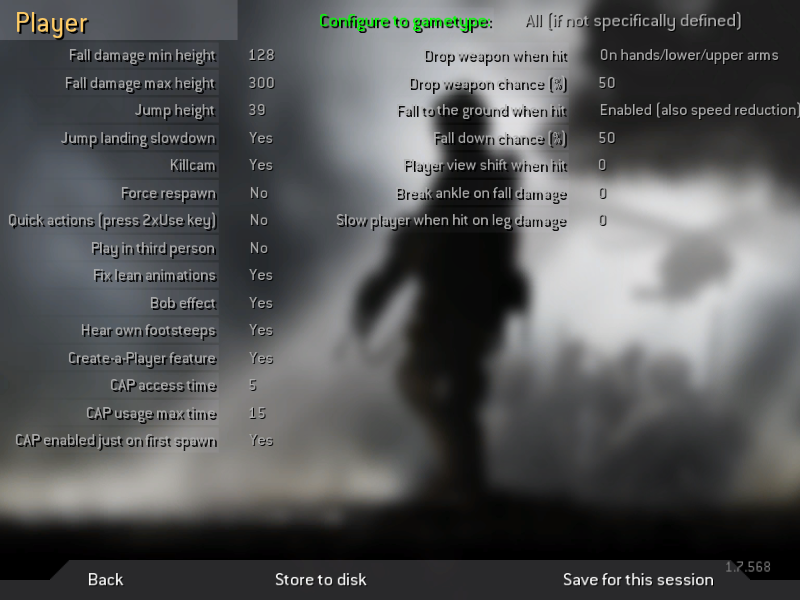 Player
Configure to gametype: All (if not specifically defined)
Fall damage min height 128
Fall damage max height 300
Jump height 39
Jump landing slowdown Yes
Killcam Yes
Force respawn No
Quick actions (press 2xUse key) No
Play in third person No
Fix lean animations Yes
Bob effect Yes
Hear own footsteps Yes
Create-a-Player feature Yes
CAP access time 5
CAP usage max time 15
CAP enabled just on first spawn Yes
Drop weapon when hit On hands/lower/upper arms
Drop weapon chance (%) 50
Fall to the ground when hit Enabled (also speed reduction)
Fall down chance (%) 50
Player view shift when hit 0
Break ankle on fall damage 0
Slow player when hit on leg damage 0
1.7.568
Back Store to disk Save for this session